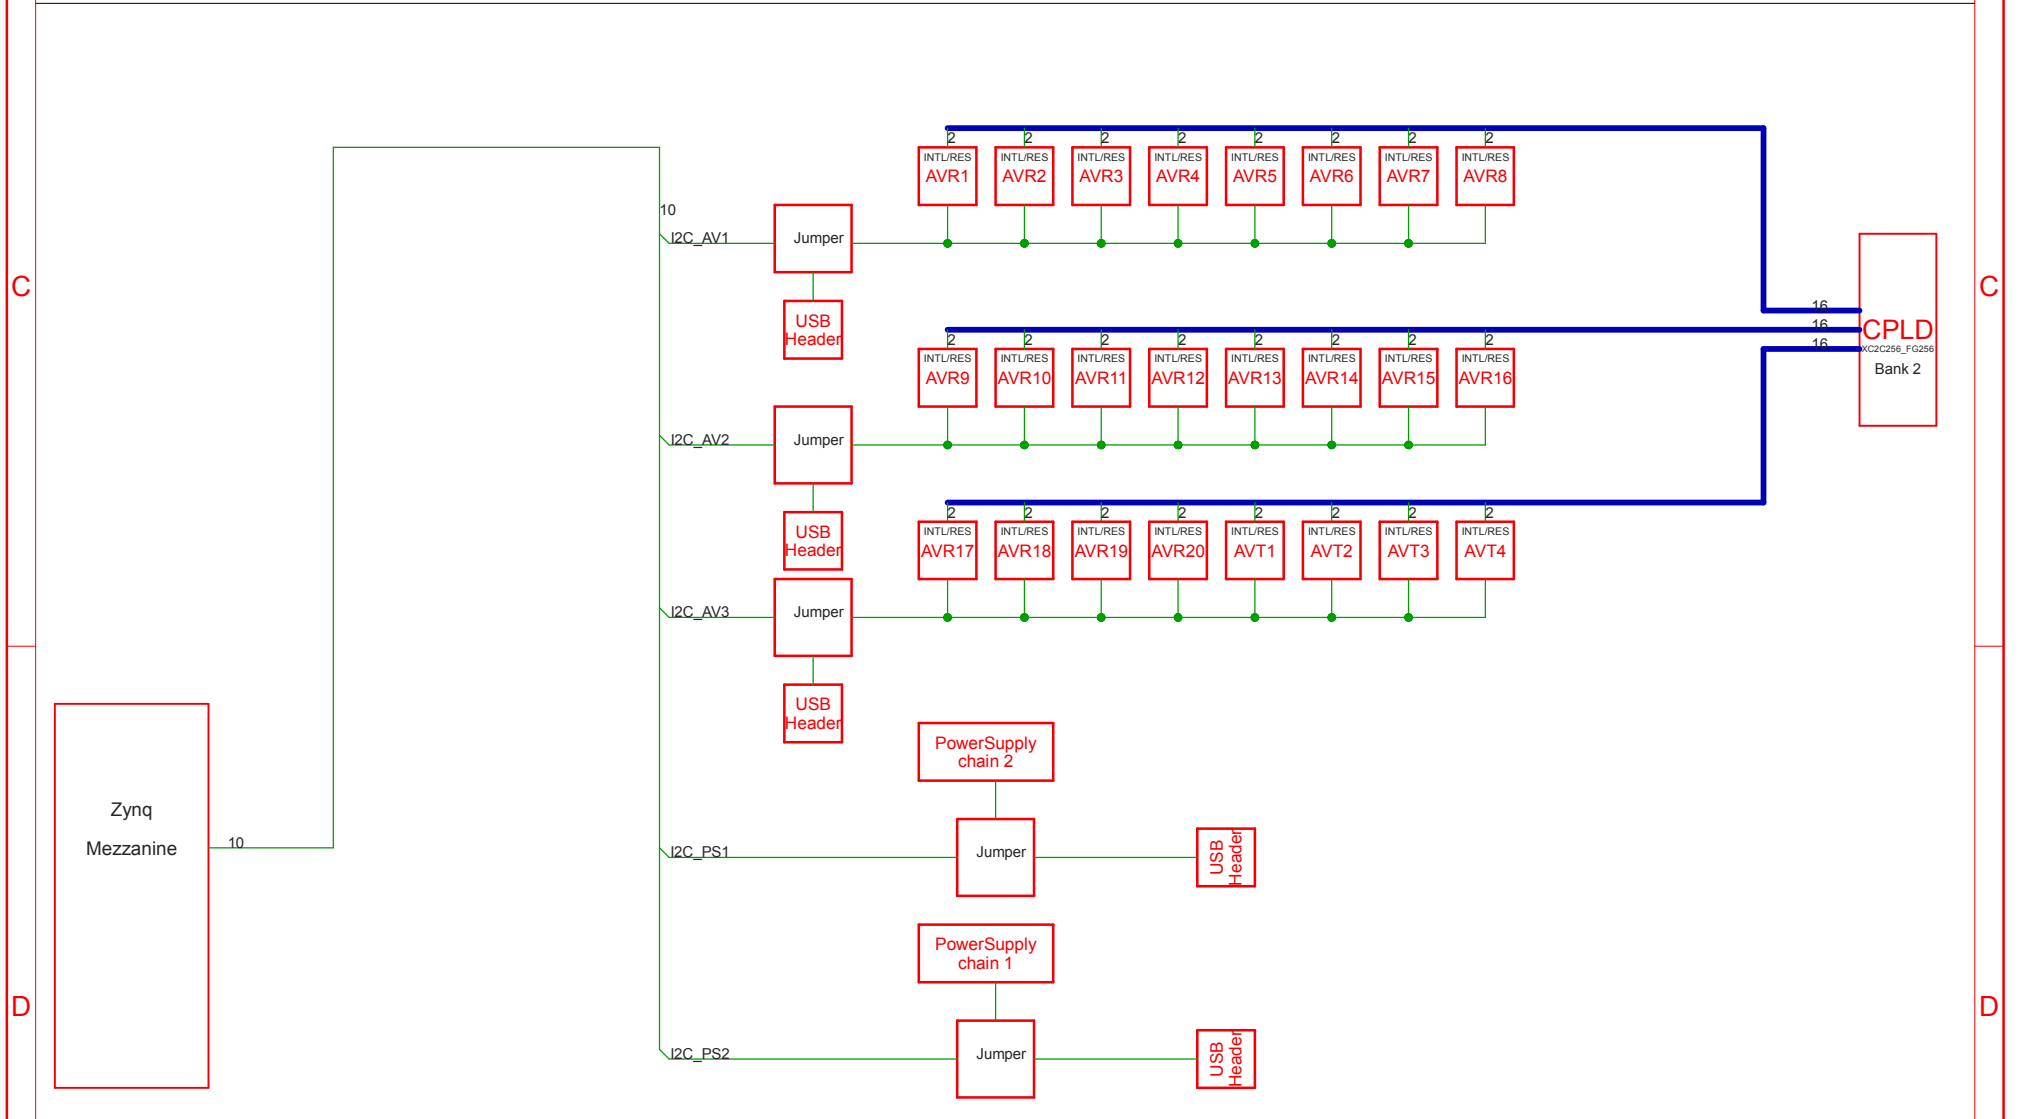 2 2 2 2 2 2 2 2
INTL/RES INTL/RES INTL/RES INTL/RES INTL/RES INTL/RES INTL/RES INTL/RES
AVR1 AVR2 AVR3 AVR4 AVR5 AVR6 AVR7 AVR8
10
I2C_AV1
Jumper
USB
Header
C
C
16
16
16
CPLD
XC2C256_FG256
Bank 2
2 2 2 2 2 2 2 2
INTL/RES INTL/RES INTL/RES INTL/RES INTL/RES INTL/RES INTL/RES INTL/RES
AVR9 AVR10 AVR11 AVR12 AVR13 AVR14 AVR15 AVR16
I2C_AV2
Jumper
USB
Header
2 2 2 2 2 2 2 2
INTL/RES INTL/RES INTL/RES INTL/RES INTL/RES INTL/RES INTL/RES INTL/RES
AVR17 AVR18 AVR19 AVR20 AVT1 AVT2 AVT3 AVT4
I2C_AV3
Jumper
USB
Header
Zynq
Mezzanine
10
PowerSupply
chain 2
I2C_PS1
Jumper
USB
Header
PowerSupply
chain 1
I2C_PS2
Jumper
USB
Header
D
D